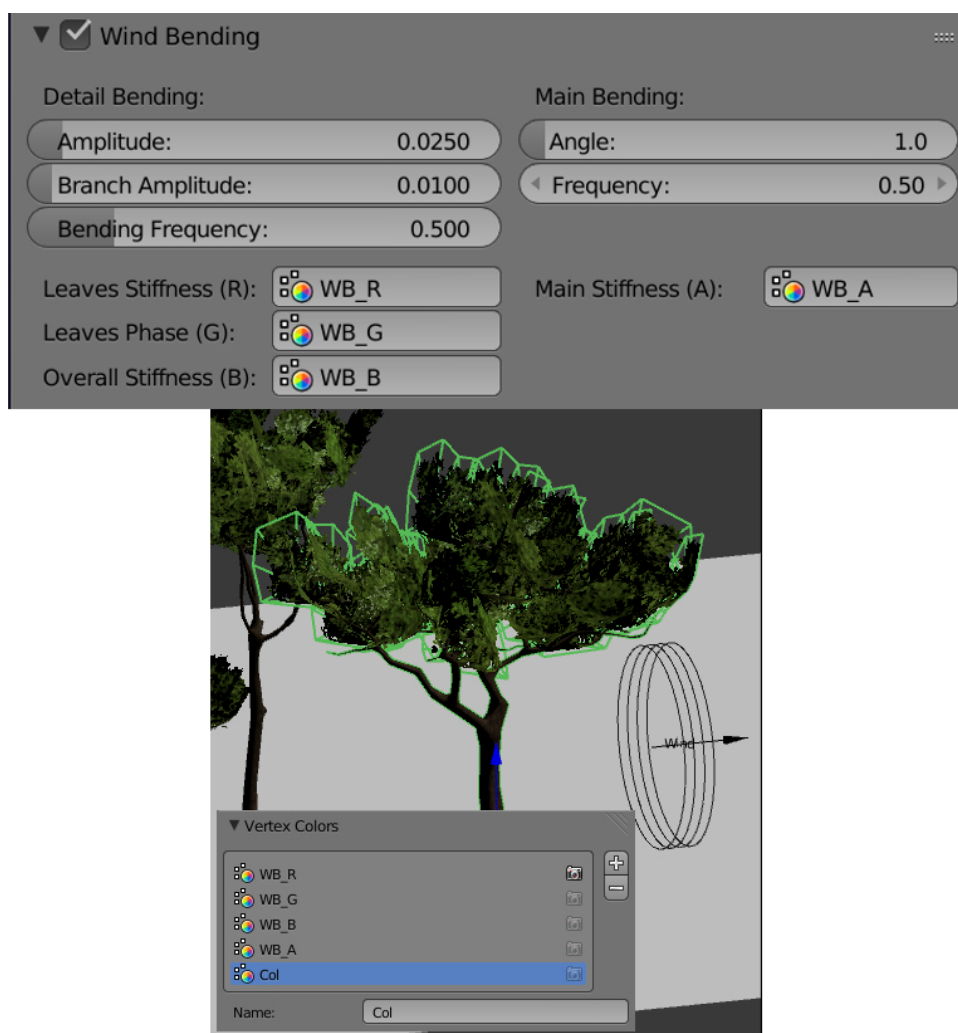 Wind Bending
Detail Bending:
Amplitude: 0.0250
Branch Amplitude: 0.0100
Bending Frequency: 0.500
Leaves Stiffness (R): WB_R
Leaves Phase (G): WB_G
Overall Stiffness (B): WB_B
Main Bending:
Angle: 1.0
Frequency: 0.50
Main Stiffness (A): WB_A
Wind
Vertex Colors
WB_R
WB_G
WB_B
WB_A
Col
Name: Col